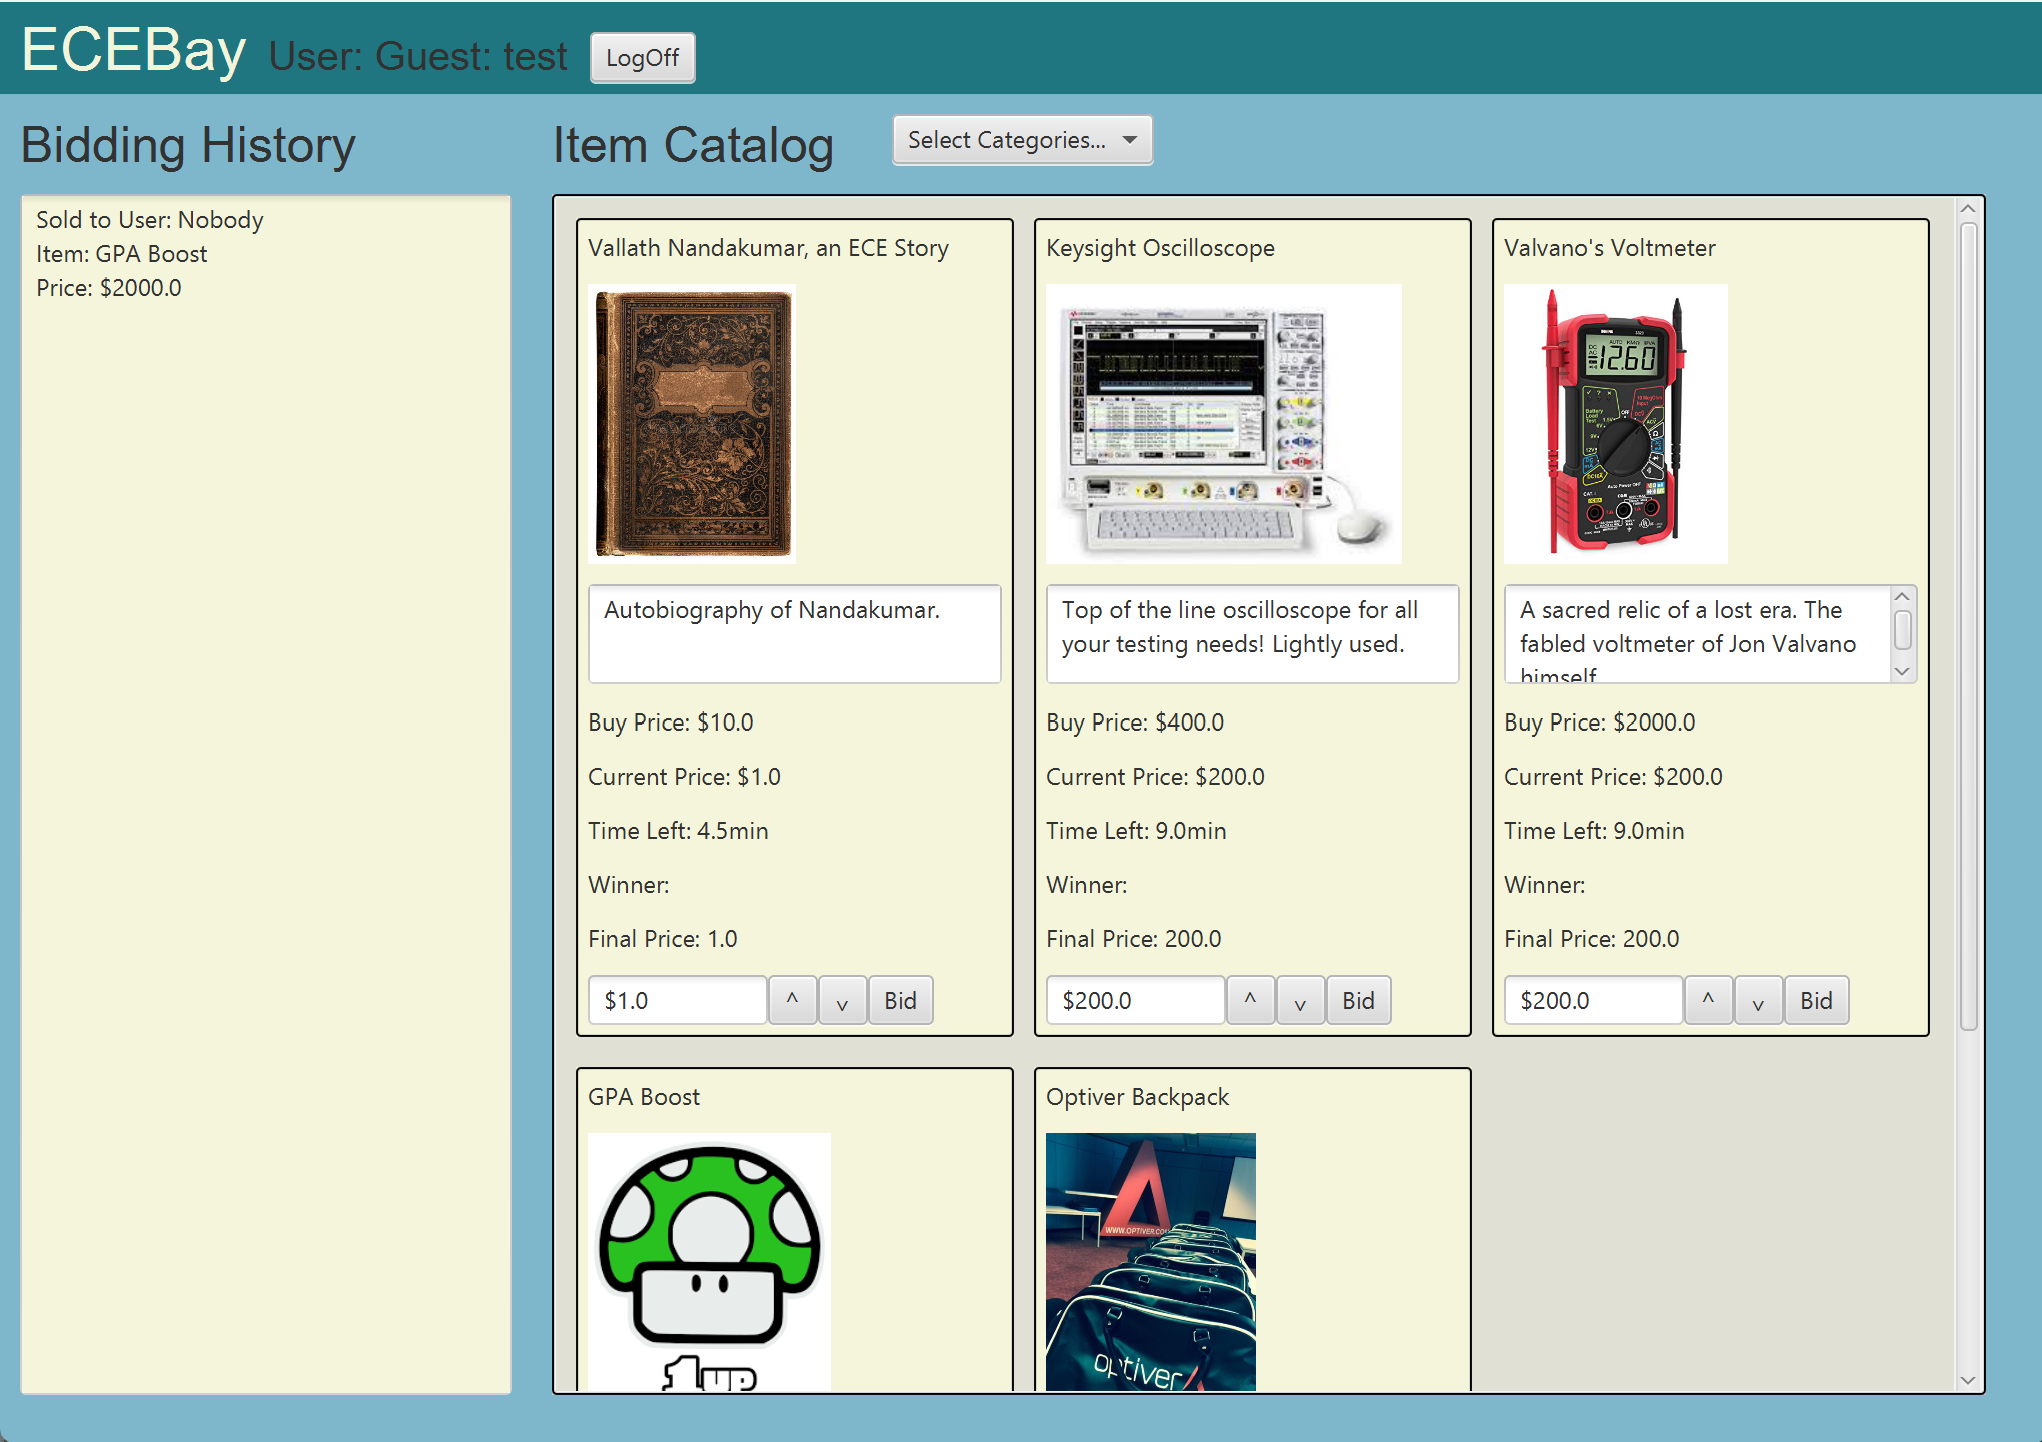 ECEBay User: Guest: test LogOff
Bidding History
Sold to User: Nobody
Item: GPA Boost
Price: $2000.0
Item Catalog Select Categories...
Vallath Nandakumar, an ECE Story
Autobiography of Nandakumar.
Buy Price: $10.0
Current Price: $1.0
Time Left: 4.5min
Winner:
Final Price: 1.0
$1.0 ^ v Bid
Keysight Oscilloscope
Top of the line oscilloscope for all
your testing needs! Lightly used.
Buy Price: $400.0
Current Price: $200.0
Time Left: 9.0min
Winner:
Final Price: 200.0
$200.0 ^ v Bid
Valvano's Voltmeter
12.60
OFF
Auto Power OFF
A sacred relic of a lost era. The
fabled voltmeter of Jon Valvano
himself
Buy Price: $2000.0
Current Price: $200.0
Time Left: 9.0min
Winner:
Final Price: 200.0
$200.0 ^ v Bid
GPA Boost
1UP
Optiver Backpack
WWW.OPTIVER.COM
optiver